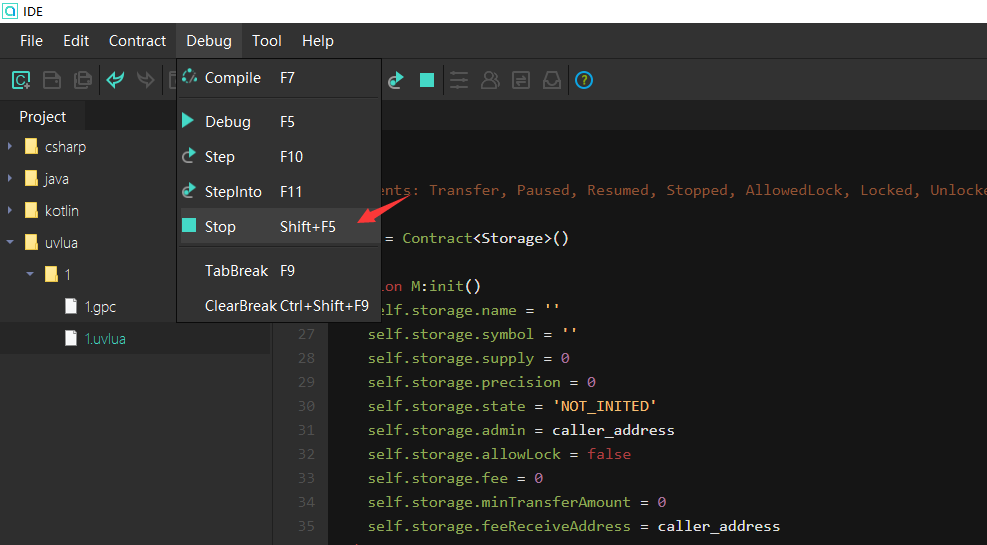 IDE
File Edit Contract Debug Tool Help
Compile F7
Debug F5
Step F10
StepInto F11
Stop Shift+F5
TabBreak F9
ClearBreak Ctrl+Shift+F9
Project
csharp
java
kotlin
uvlua
1
1.gpc
1.uvlua
ents: Transfer, Paused, Resumed, Stopped, AllowedLock, Locked, Unlocke
= Contract<Storage>()
ion M:init()
self.storage.name = ''
27 self.storage.symbol = ''
28 self.storage.supply = 0
29 self.storage.precision = 0
30 self.storage.state = 'NOT_INITED'
31 self.storage.admin = caller_address
32 self.storage.allowLock = false
33 self.storage.fee = 0
34 self.storage.minTransferAmount = 0
35 self.storage.feeReceiveAddress = caller_address